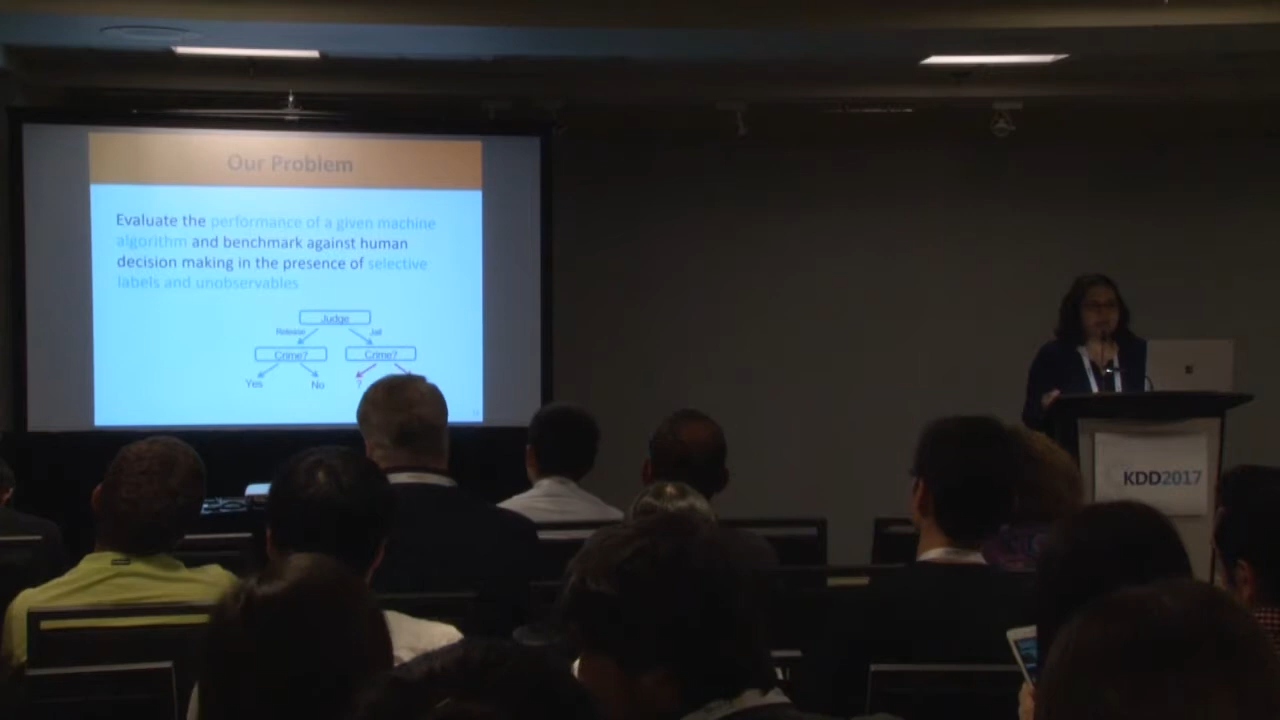 Our Problem
Evaluate the performance of a given machine
algorithm and benchmark against human
decision making in the presence of selective
labels and unobservables
Judge
Release Jail
Crime? Crime?
Yes No ?
KDD2017